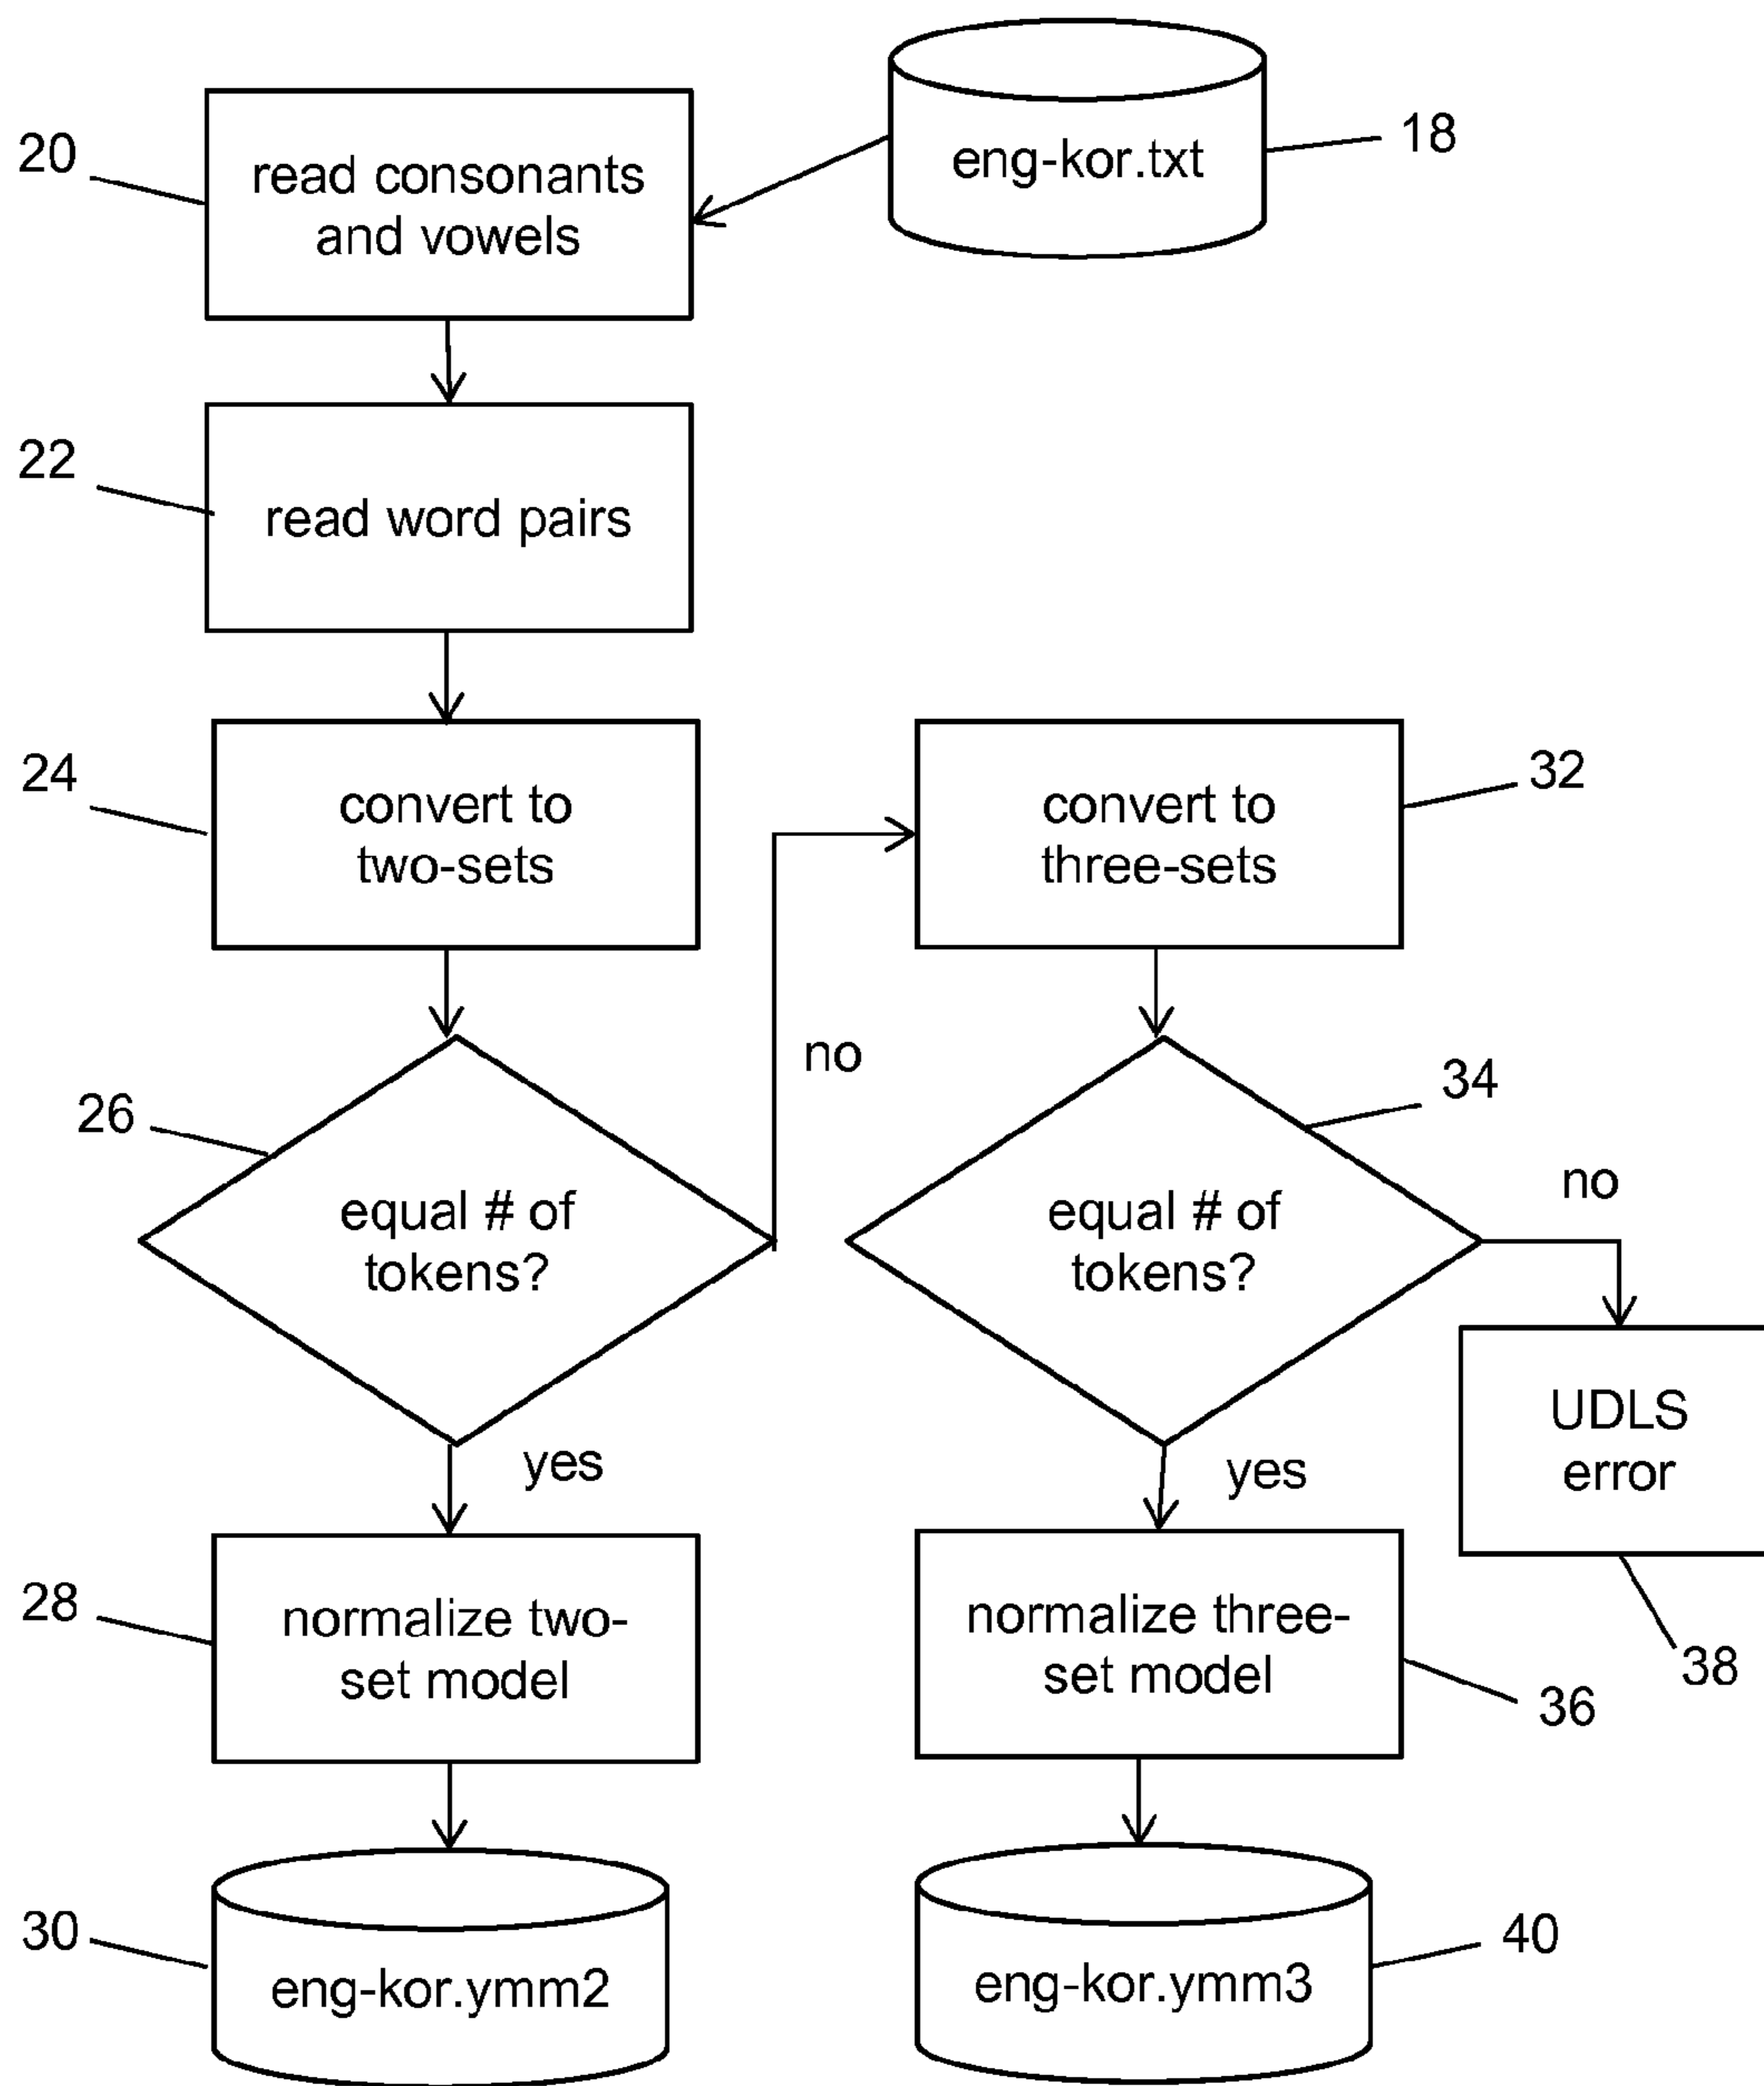 eng-kor.txt
18
20
read consonants
and vowels
22
read word pairs
24
convert to
two-sets
32
convert to
three-sets
no
26
equal # of
tokens?
34
equal # of
tokens?
no
UDLS
error
38
yes
yes
28
normalize two-
set model
normalize three-
set model
36
30
eng-kor.ymm2
40
eng-kor.ymm3